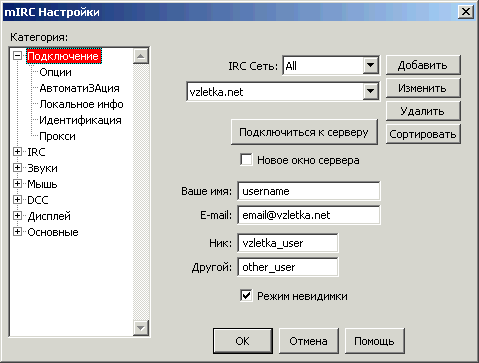 mIRC Настройки
Категория:
Подключение
Опции
АвтоматиЗАция
Локальное инфо
Идентификация
Прокси
IRC
Звуки
Мышь
DCC
Дисплей
Основные
IRC Сеть: All
Добавить
vzletka.net
Изменить
Удалить
Подключиться к серверу
Сортировать
Новое окно сервера
Ваше имя: username
E-mail: email@vzletka.net
Ник: vzletka_user
Другой: other_user
Режим невидимки
OK
Отмена
Помощь